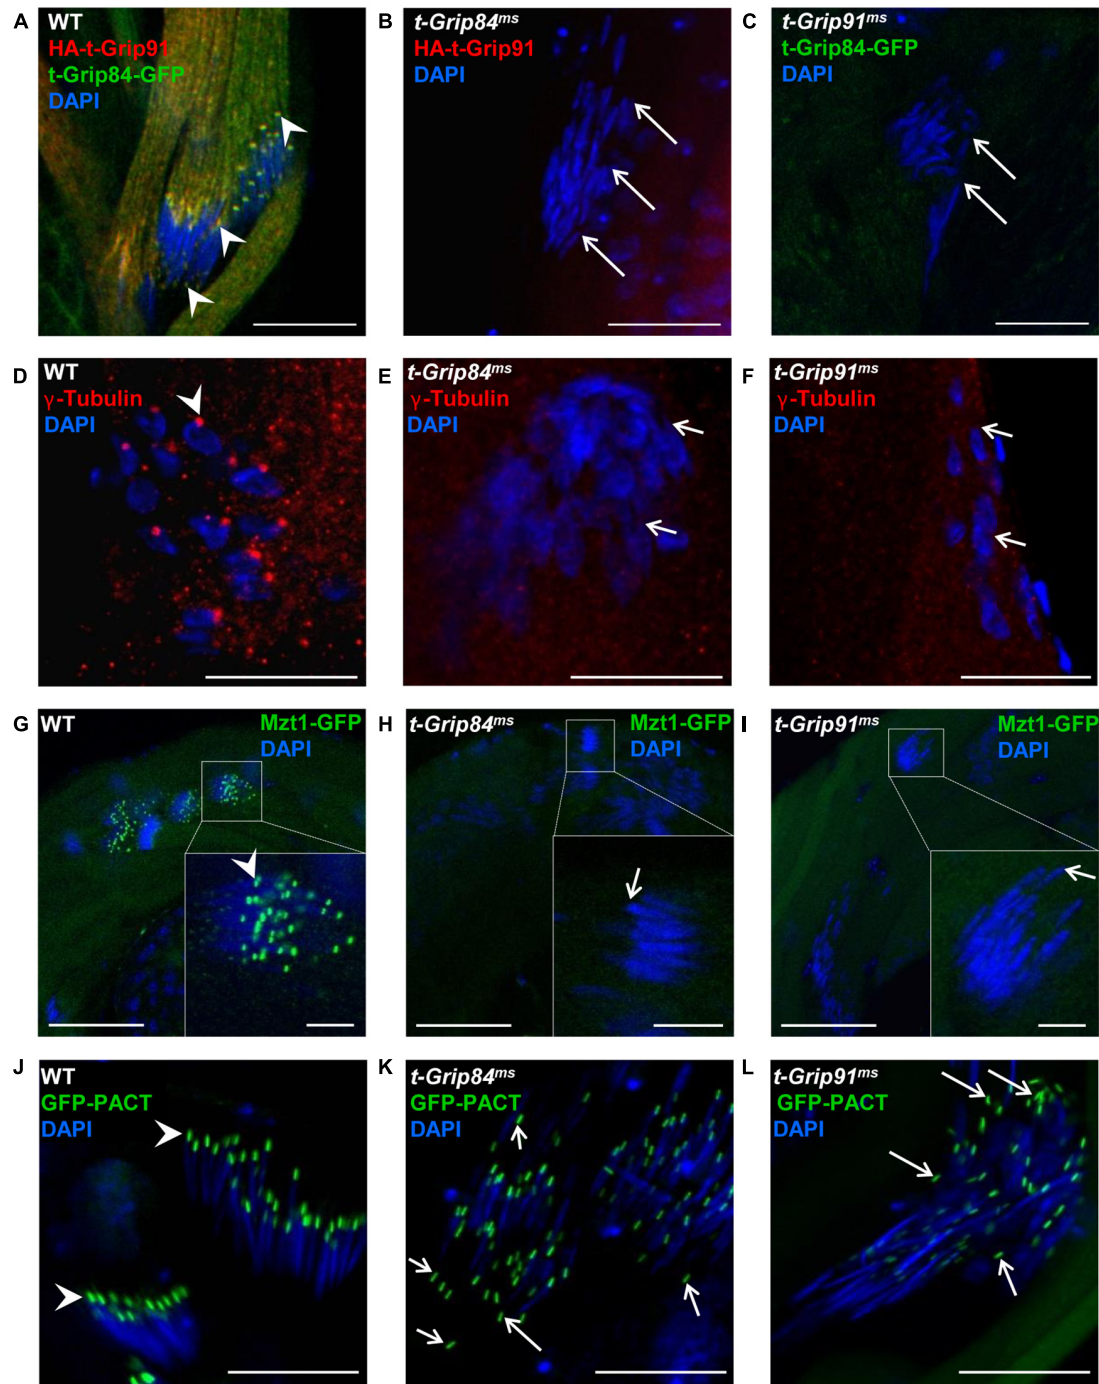 A
WT
HA-t-Grip91
t-Grip84-GFP
DAPI
B
t-Grip84ms
HA-t-Grip91
DAPI
C
t-Grip91ms
t-Grip84-GFP
DAPI
D
WT
γ-Tubulin
DAPI
E
t-Grip84ms
γ-Tubulin
DAPI
F
t-Grip91ms
γ-Tubulin
DAPI
G
WT
Mzt1-GFP
DAPI
H
t-Grip84ms
Mzt1-GFP
DAPI
I
t-Grip91ms
Mzt1-GFP
DAPI
J
WT
GFP-PACT
DAPI
K
t-Grip84ms
GFP-PACT
DAPI
L
t-Grip91ms
GFP-PACT
DAPI